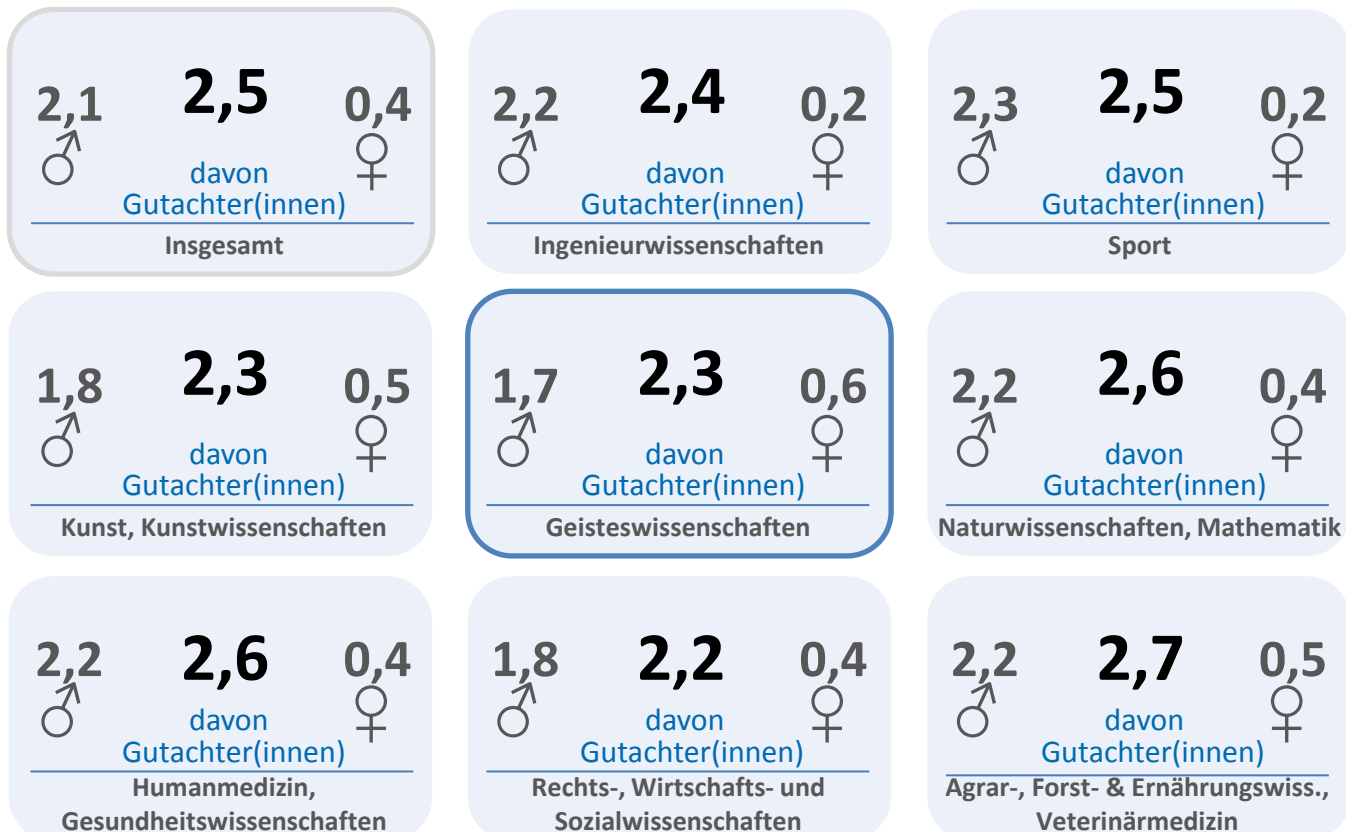 2,1 ♂ 2,5 0,4 ♀
davon
Gutachter(innen)
Insgesamt
2,2 ♂ 2,4 0,2 ♀
davon
Gutachter(innen)
Ingenieurwissenschaften
2,3 ♂ 2,5 0,2 ♀
davon
Gutachter(innen)
Sport
1,8 ♂ 2,3 0,5 ♀
davon
Gutachter(innen)
Kunst, Kunstwissenschaften
1,7 ♂ 2,3 0,6 ♀
davon
Gutachter(innen)
Geisteswissenschaften
2,2 ♂ 2,6 0,4 ♀
davon
Gutachter(innen)
Naturwissenschaften, Mathematik
2,2 ♂ 2,6 0,4 ♀
davon
Gutachter(innen)
Humanmedizin,
Gesundheitswissenschaften
1,8 ♂ 2,2 0,4 ♀
davon
Gutachter(innen)
Rechts-, Wirtschafts- und
Sozialwissenschaften
2,2 ♂ 2,7 0,5 ♀
davon
Gutachter(innen)
Agrar-, Forst- & Ernährungswiss.,
Veterinärmedizin